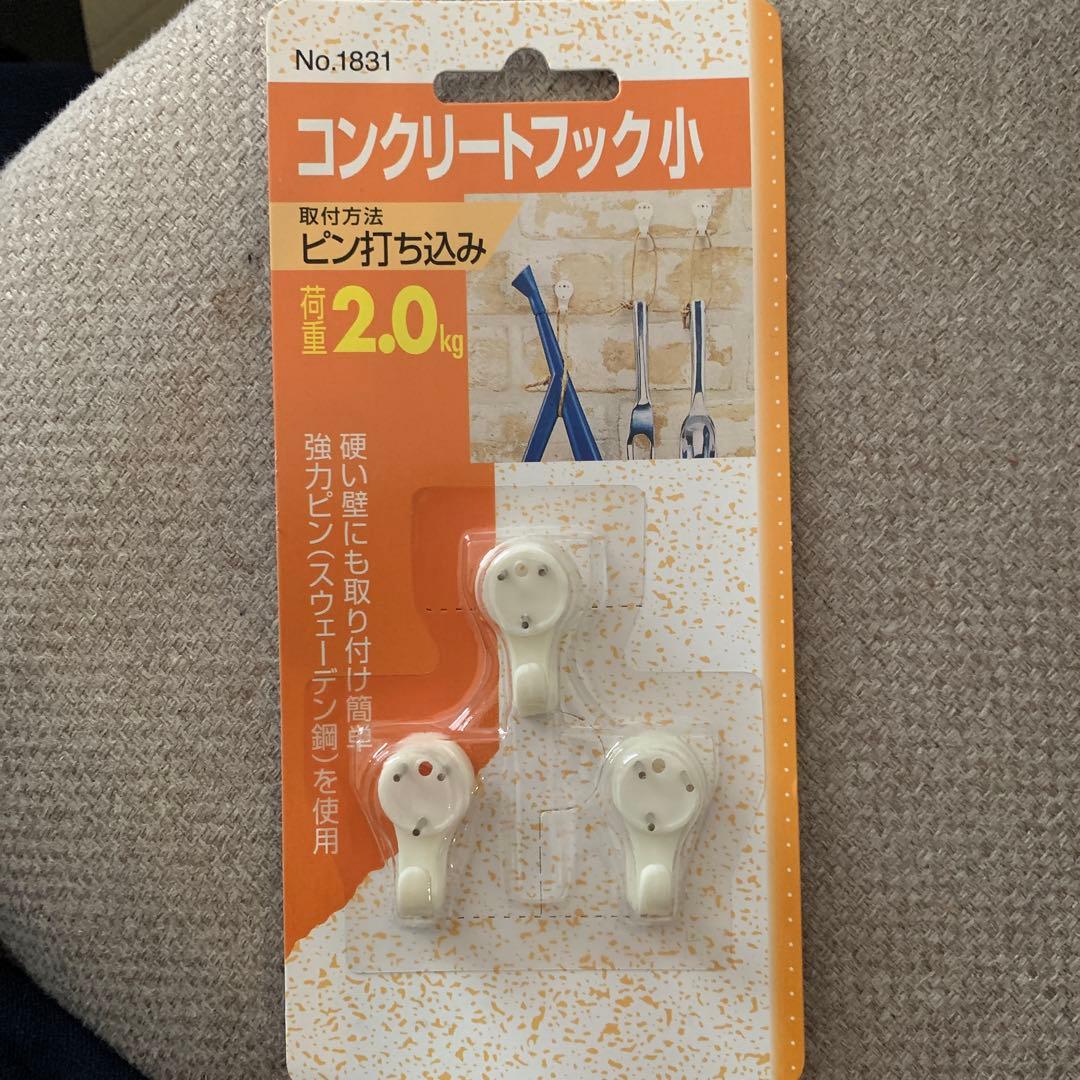 No.1831
コンクリートフック小
取付方法
ピン打ち込み
荷重2.0kg
硬い壁にも取り付け簡単
強力ピン(スウェーデン鋼)を使用